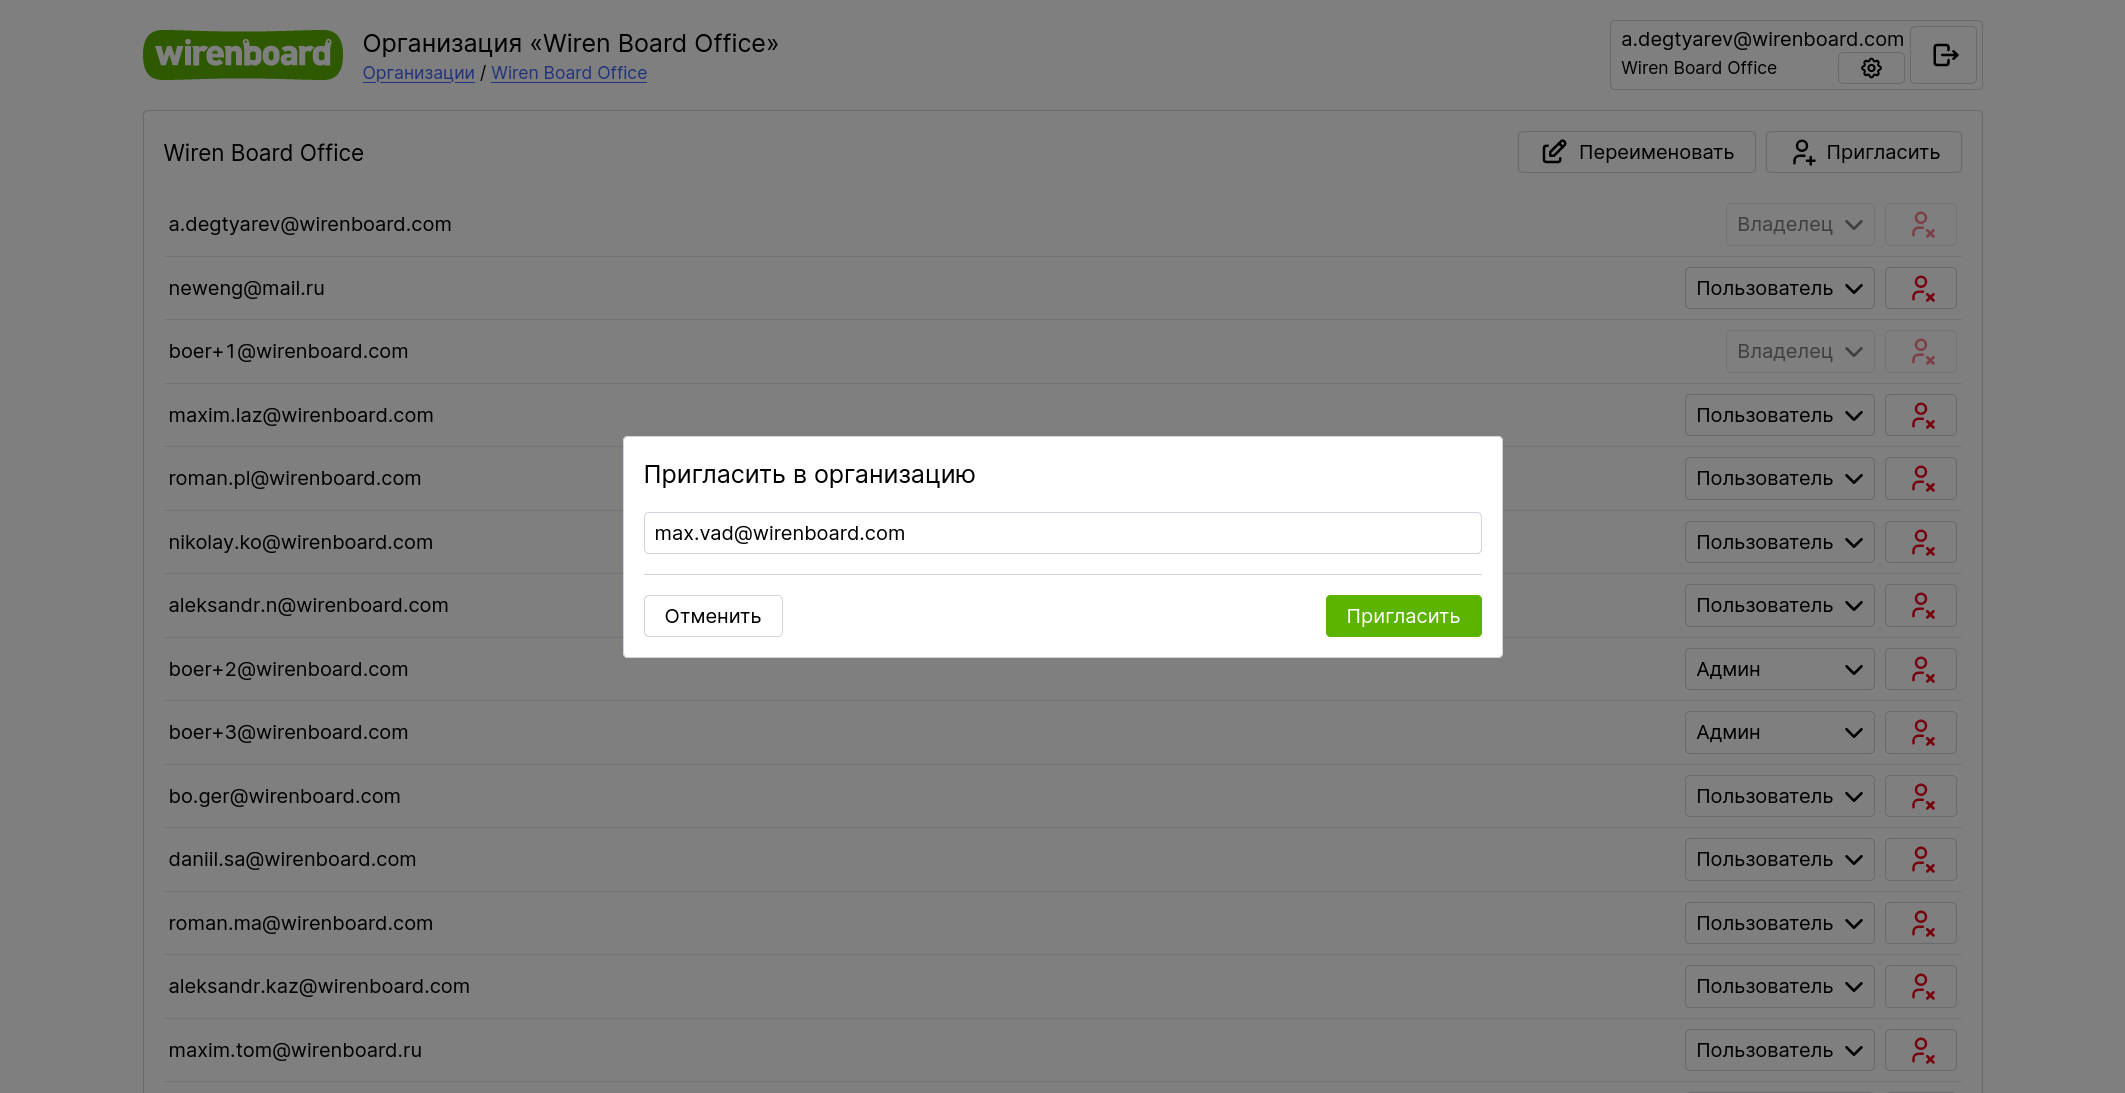 wirenboard
Организация «Wiren Board Office»
Организации / Wiren Board Office
a.degtyarev@wirenboard.com
Wiren Board Office
Wiren Board Office
Переименовать
Пригласить
a.degtyarev@wirenboard.com
Владелец
neweng@mail.ru
Пользователь
boer+1@wirenboard.com
Владелец
maxim.laz@wirenboard.com
Пользователь
roman.pl@wirenboard.com
Пользователь
nikolay.ko@wirenboard.com
Пользователь
aleksandr.n@wirenboard.com
Пользователь
boer+2@wirenboard.com
Админ
boer+3@wirenboard.com
Админ
bo.ger@wirenboard.com
Пользователь
daniil.sa@wirenboard.com
Пользователь
roman.ma@wirenboard.com
Пользователь
aleksandr.kaz@wirenboard.com
Пользователь
maxim.tom@wirenboard.ru
Пользователь
Пригласить в организацию
max.vad@wirenboard.com
Отменить
Пригласить